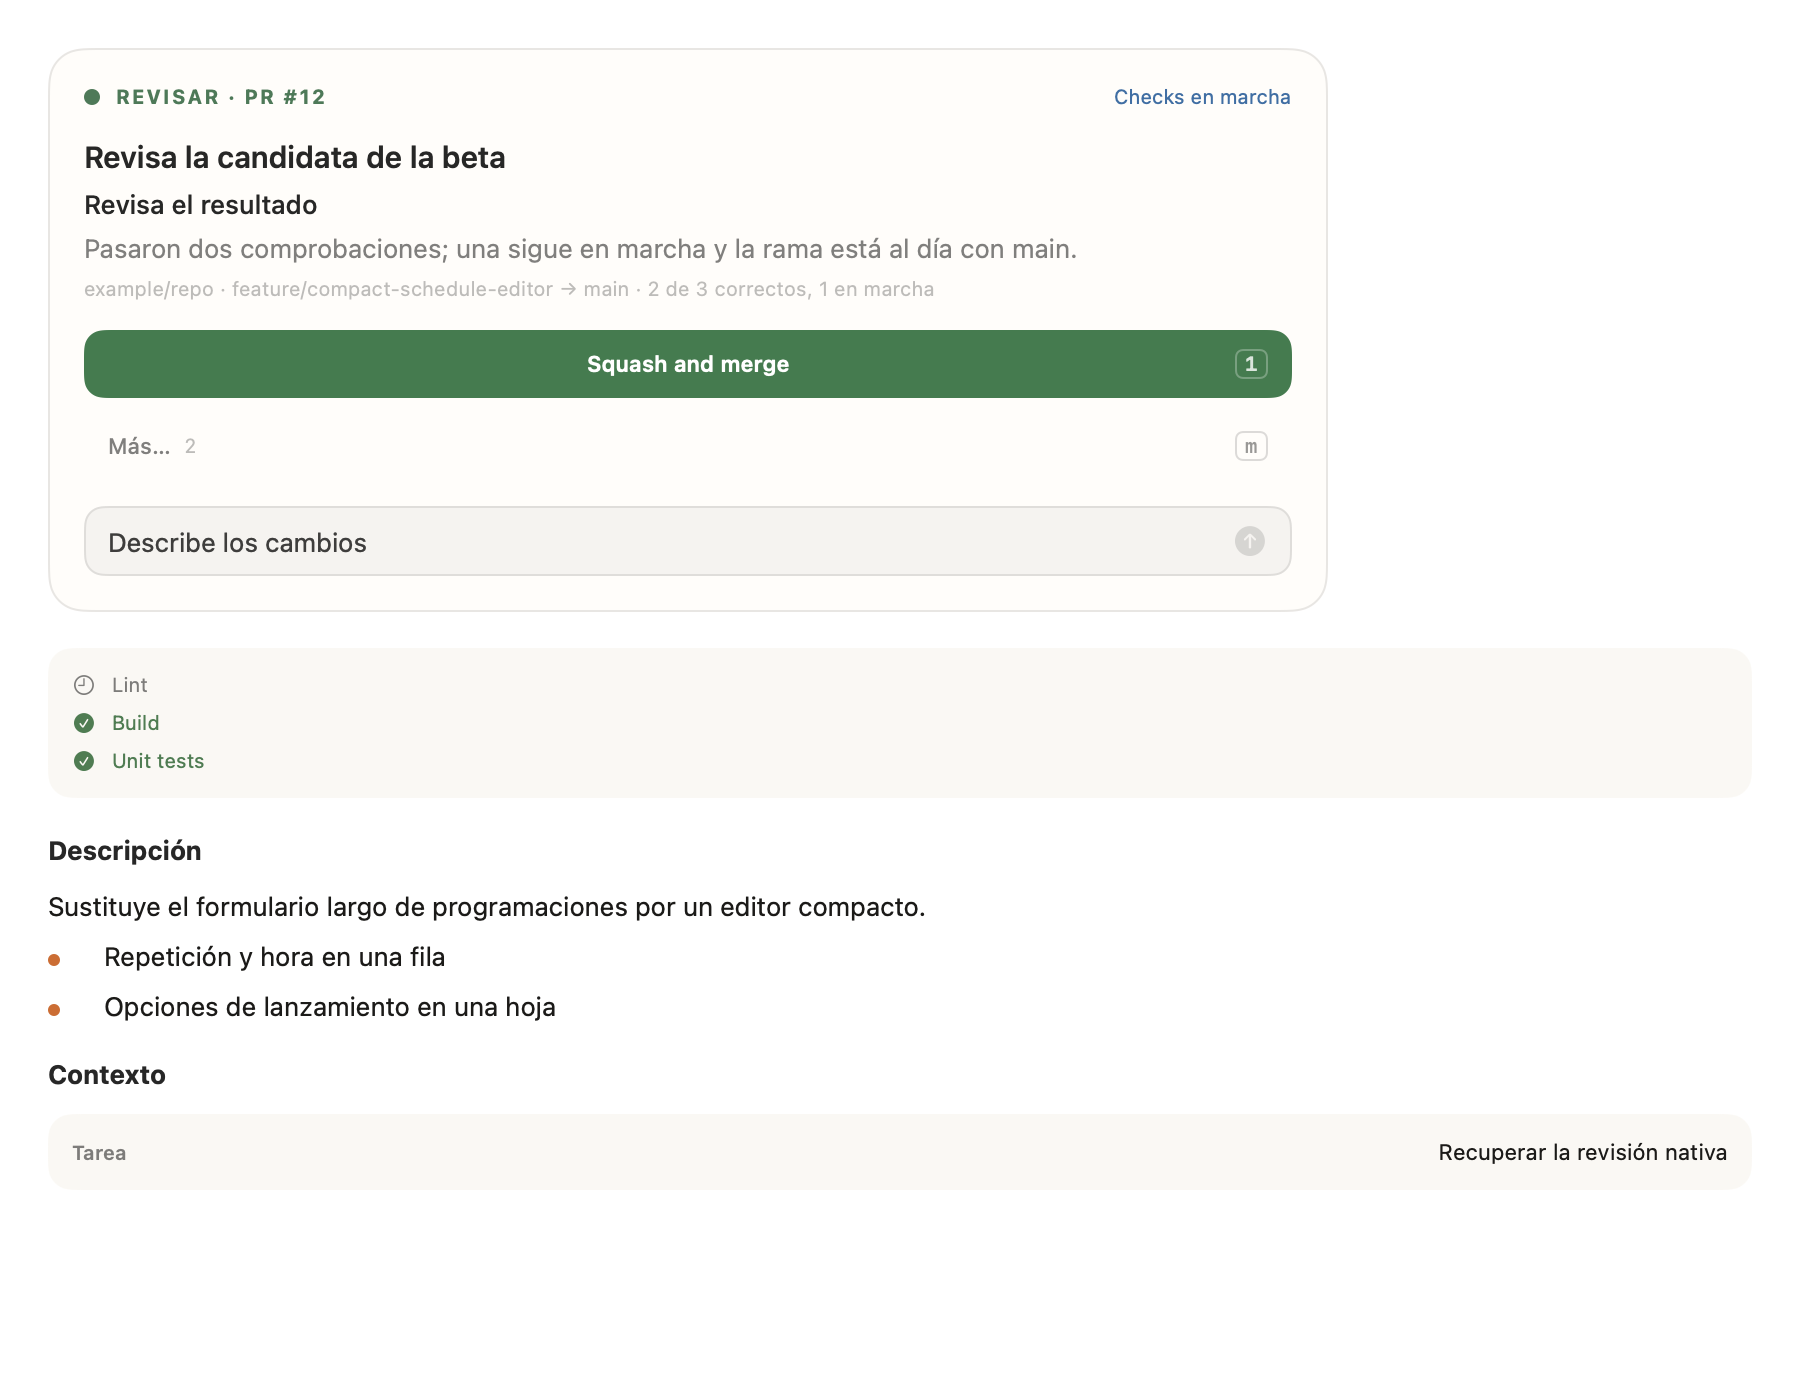 REVISAR · PR #12
Checks en marcha
Revisa la candidata de la beta
Revisa el resultado
Pasaron dos comprobaciones; una sigue en marcha y la rama está al día con main.
example/repo · feature/compact-schedule-editor → main · 2 de 3 correctos, 1 en marcha
Squash and merge 1
Más... 2 m
Describe los cambios
Lint
Build
Unit tests
Descripción
Sustituye el formulario largo de programaciones por un editor compacto.
Repetición y hora en una fila
Opciones de lanzamiento en una hoja
Contexto
Tarea Recuperar la revisión nativa